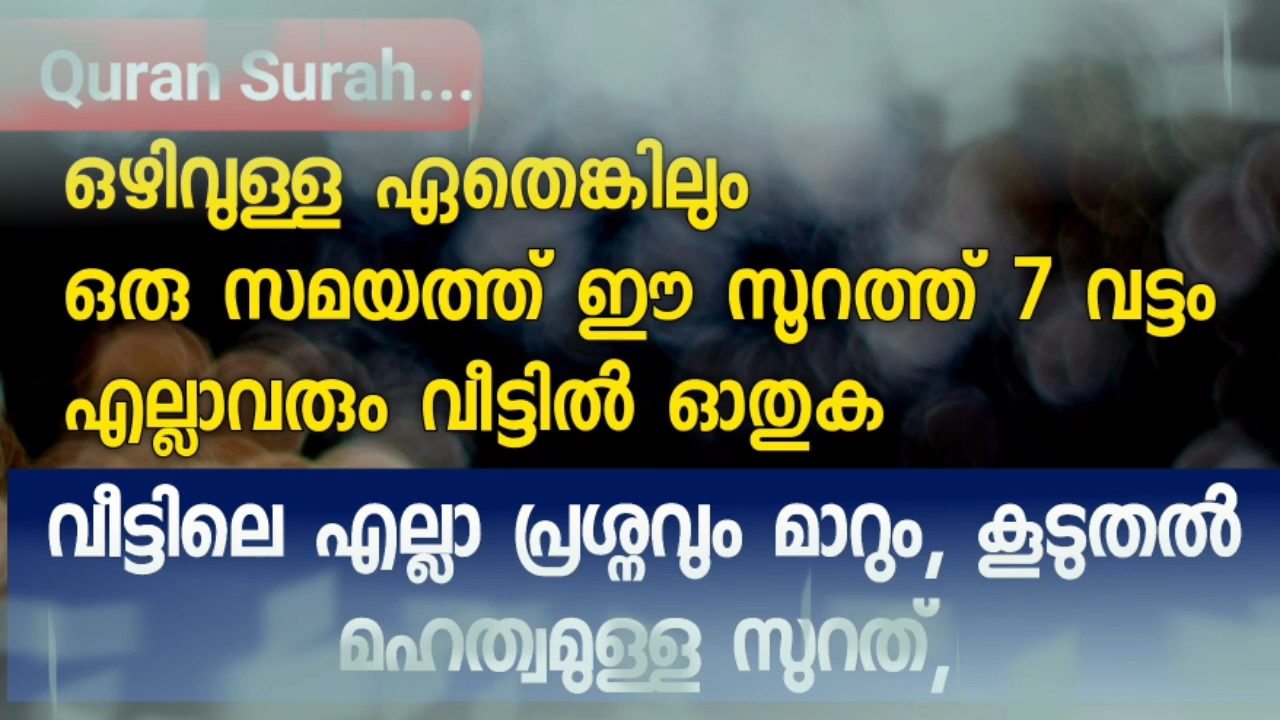 Quran Surah...
ഒഴിവുള്ള ഏതെങ്കിലും
ഒരു സമയത്ത് ഈ സൂറത്ത് 7 വട്ടം
എല്ലാവരും വീട്ടിൽ ഓതുക
വീട്ടിലെ എല്ലാ പ്രശ്നവും മാറും, കൂടുതൽ
മഹത്വമുള്ള സുറത്,